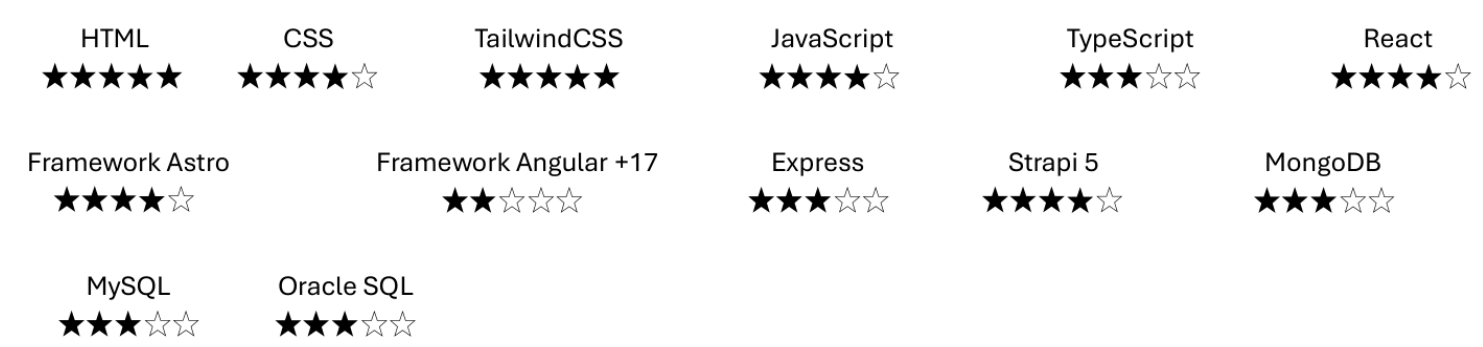 HTML CSS TailwindCSS JavaScript TypeScript React
★★★★★ ★★★★☆ ★★★★★ ★★★★☆ ★★★☆☆ ★★★★☆
Framework Astro Framework Angular +17 Express Strapi 5 MongoDB
★★★★☆ ★★☆☆☆ ★★★☆☆ ★★★★☆ ★★★☆☆
MySQL Oracle SQL
★★★☆☆ ★★★☆☆